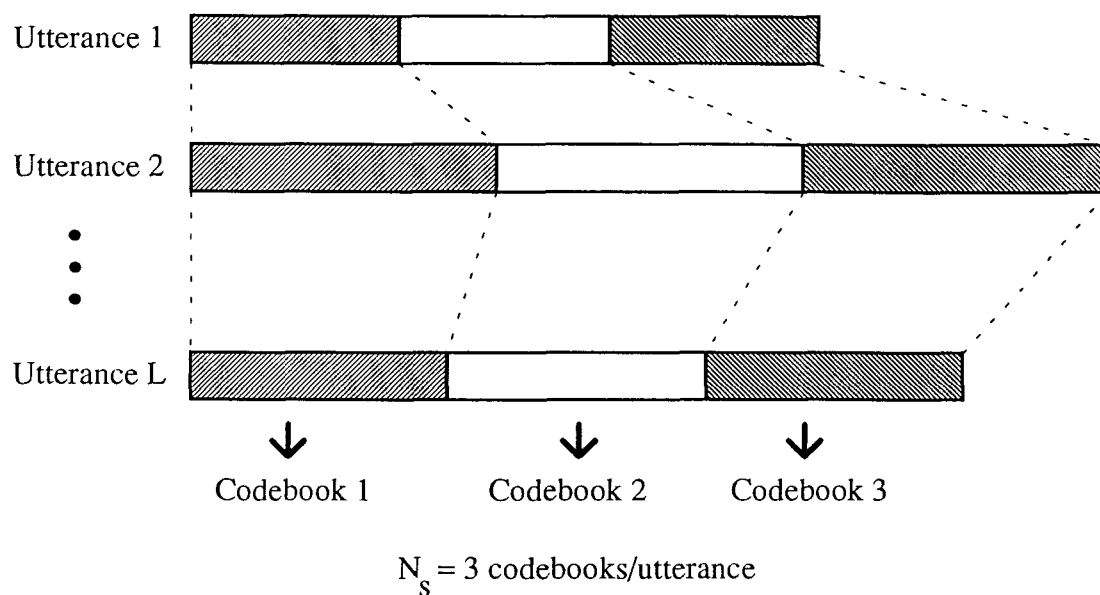 Utterance 1
Utterance 2
Utterance L
Codebook 1 Codebook 2 Codebook 3
N_s = 3 codebooks/utterance